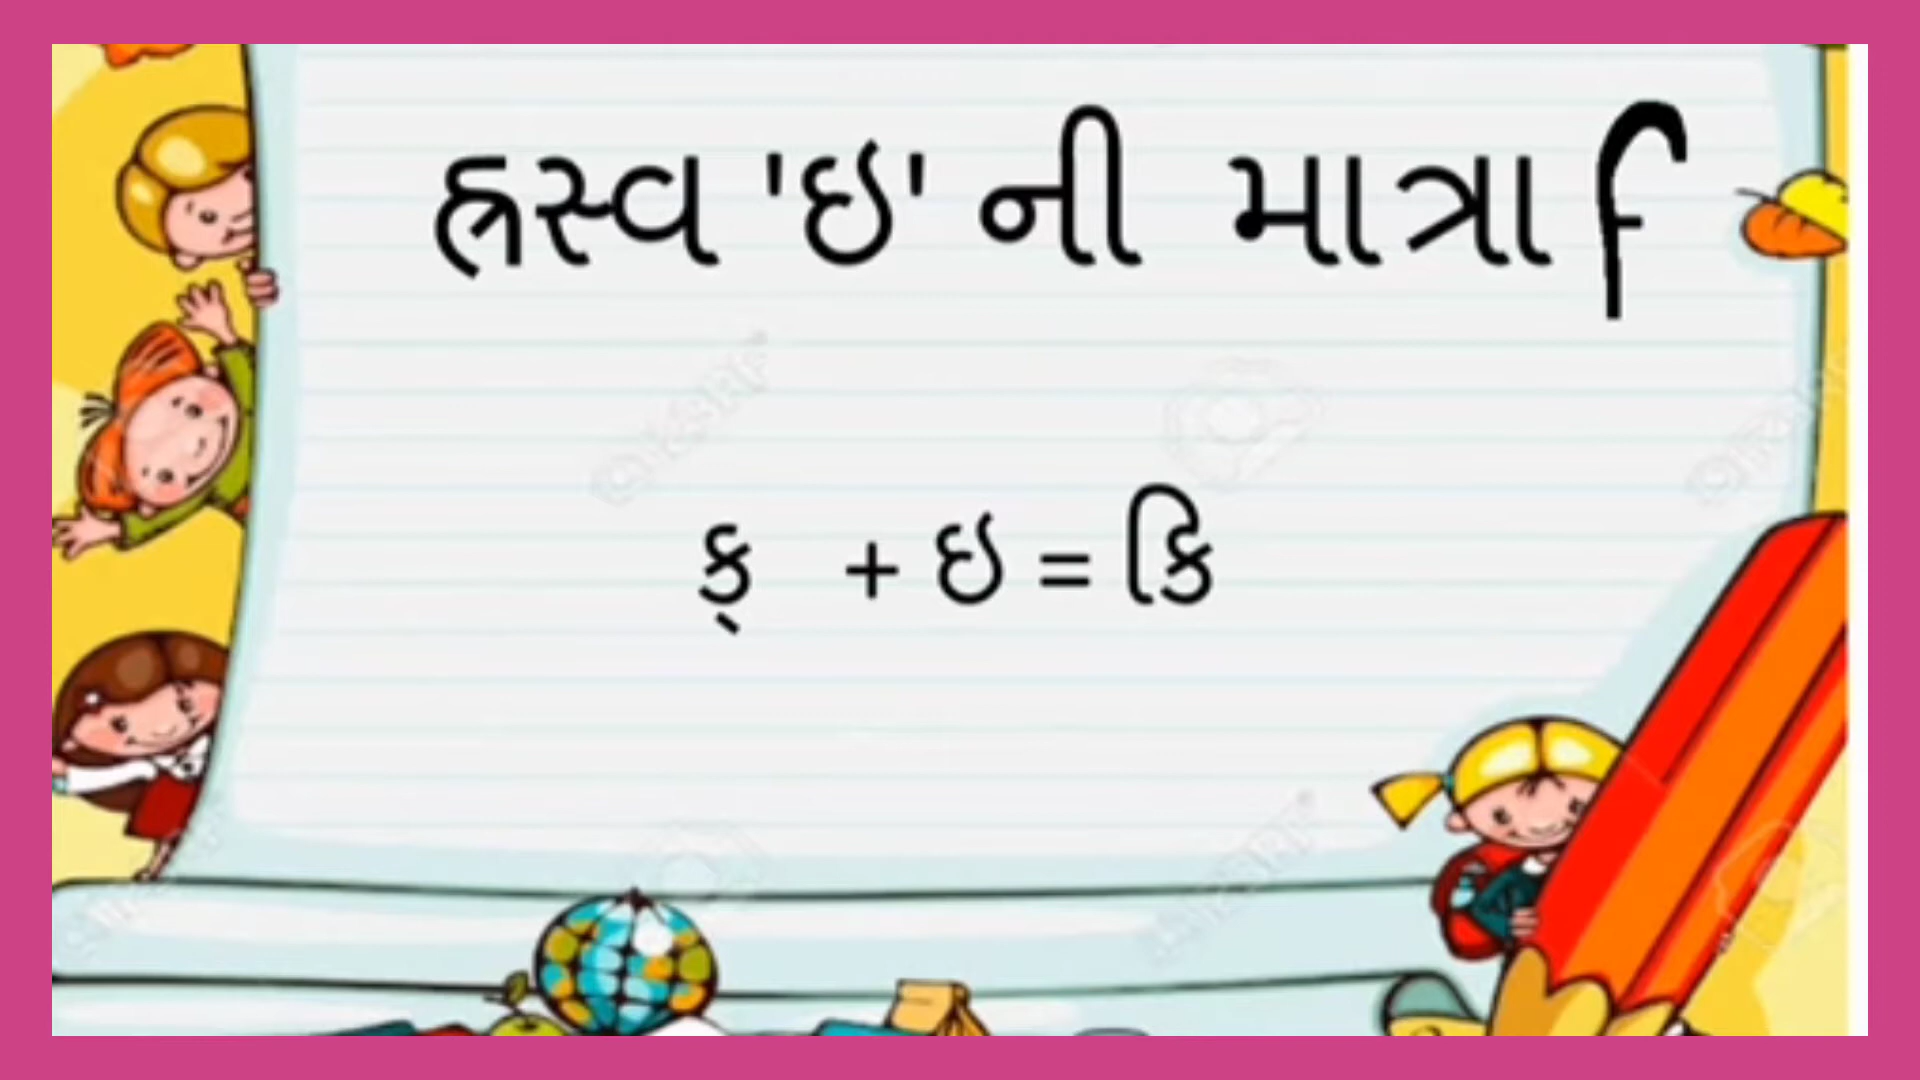 હ્રસ્વ 'ઇ' ની માત્રા િ
ક્ + ઇ = કિ